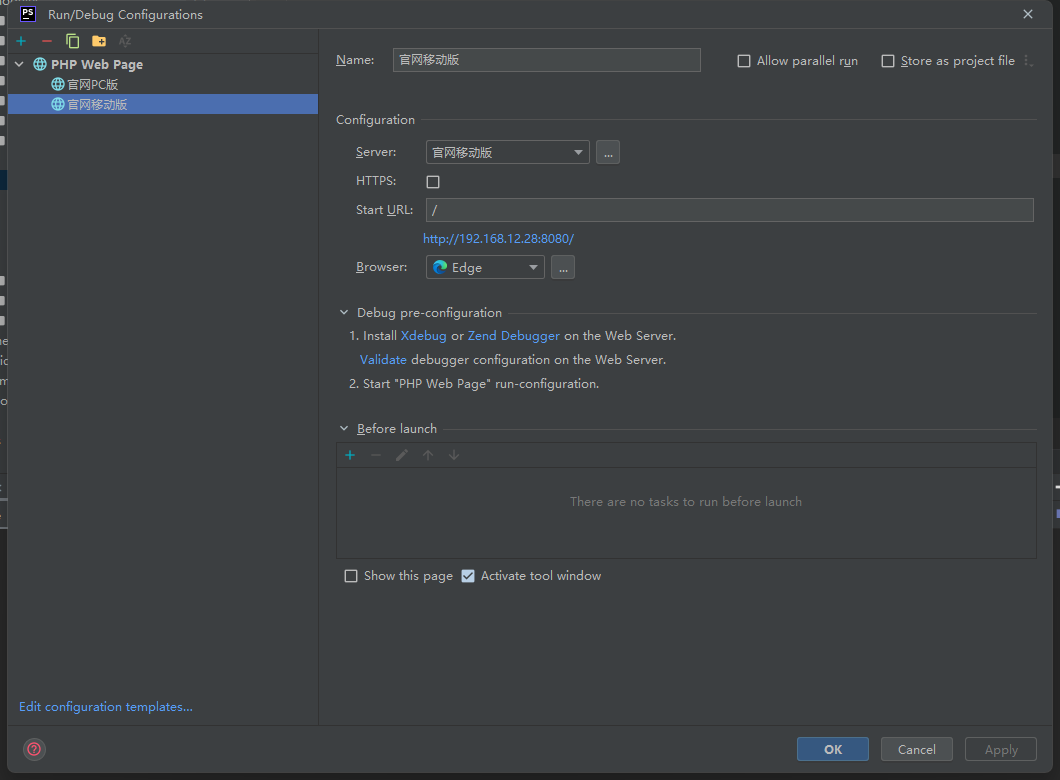 PS Run/Debug Configurations
PHP Web Page
官网PC版
官网移动版
Name: 官网移动版 Allow parallel run Store as project file
Configuration
Server: 官网移动版 ...
HTTPS:
Start URL: /
http://192.168.12.28:8080/
Browser: Edge ...
Debug pre-configuration
1. Install Xdebug or Zend Debugger on the Web Server.
Validate debugger configuration on the Web Server.
2. Start "PHP Web Page" run-configuration.
Before launch
There are no tasks to run before launch
Show this page Activate tool window
Edit configuration templates...
? OK Cancel Apply